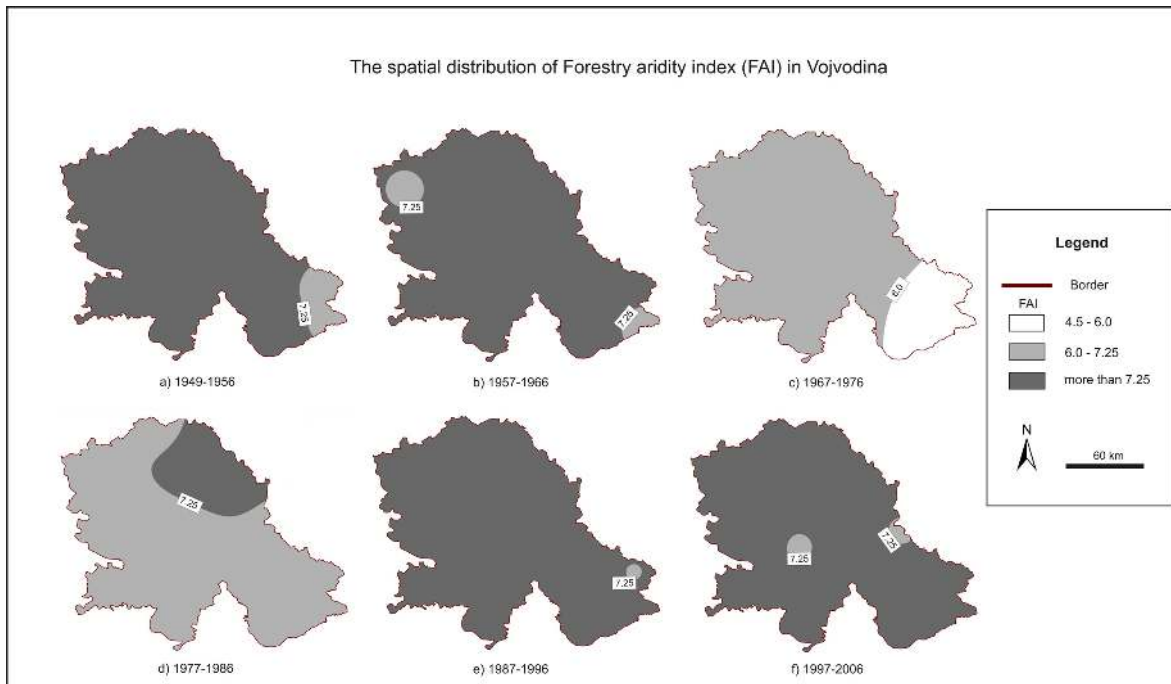 The spatial distribution of Forestry aridity index (FAI) in Vojvodina
7.25
a) 1949-1956
7.25
7.25
b) 1957-1966
6.0
c) 1967-1976
Legend
Border
FAI
4.5 - 6.0
6.0 - 7.25
more than 7.25
N
60 km
7.25
d) 1977-1986
7.25
e) 1987-1996
7.25
7.25
f) 1997-2006